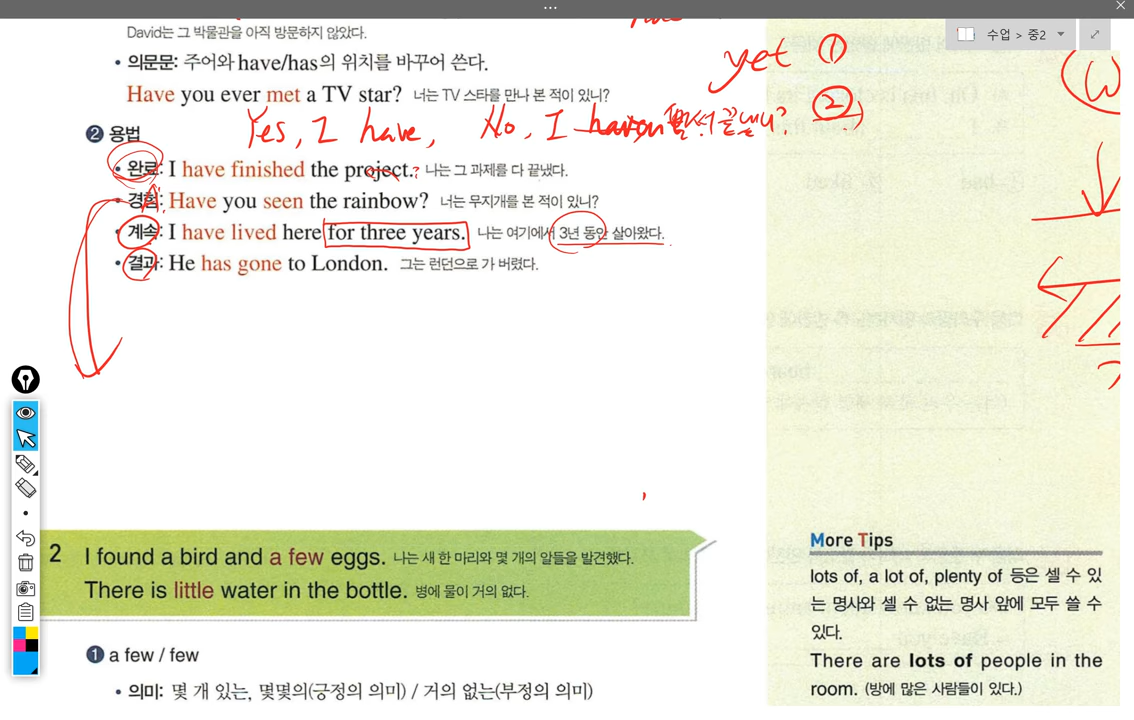 수업 > 중2
David는 그 박물관을 아직 방문하지 않았다.
• 의문문: 주어와 have/has의 위치를 바꾸어 쓴다.
yet ①
Have you ever met a TV star? 너는 TV 스타를 만나 본 적이 있니?
②
Yes, I have, No, I haven't 벌써 끝냈니?
② 용법
• 완료: I have finished the project.? 나는 그 과제를 다 끝냈다.
• 경험: Have you seen the rainbow? 너는 무지개를 본 적이 있니?
• 계속: I have lived here for three years. 나는 여기에서 3년 동안 살아왔다.
• 결과: He has gone to London. 그는 런던으로 가 버렸다.
2 I found a bird and a few eggs. 나는 새 한 마리와 몇 개의 알들을 발견했다.
There is little water in the bottle. 병에 물이 거의 없다.
① a few / few
• 의미: 몇 개 있는, 몇몇의(긍정의 의미) / 거의 없는(부정의 의미)
More Tips
lots of, a lot of, plenty of 등은 셀 수 있
는 명사와 셀 수 없는 명사 앞에 모두 쓸 수
있다.
There are lots of people in the
room. (방에 많은 사람들이 있다.)